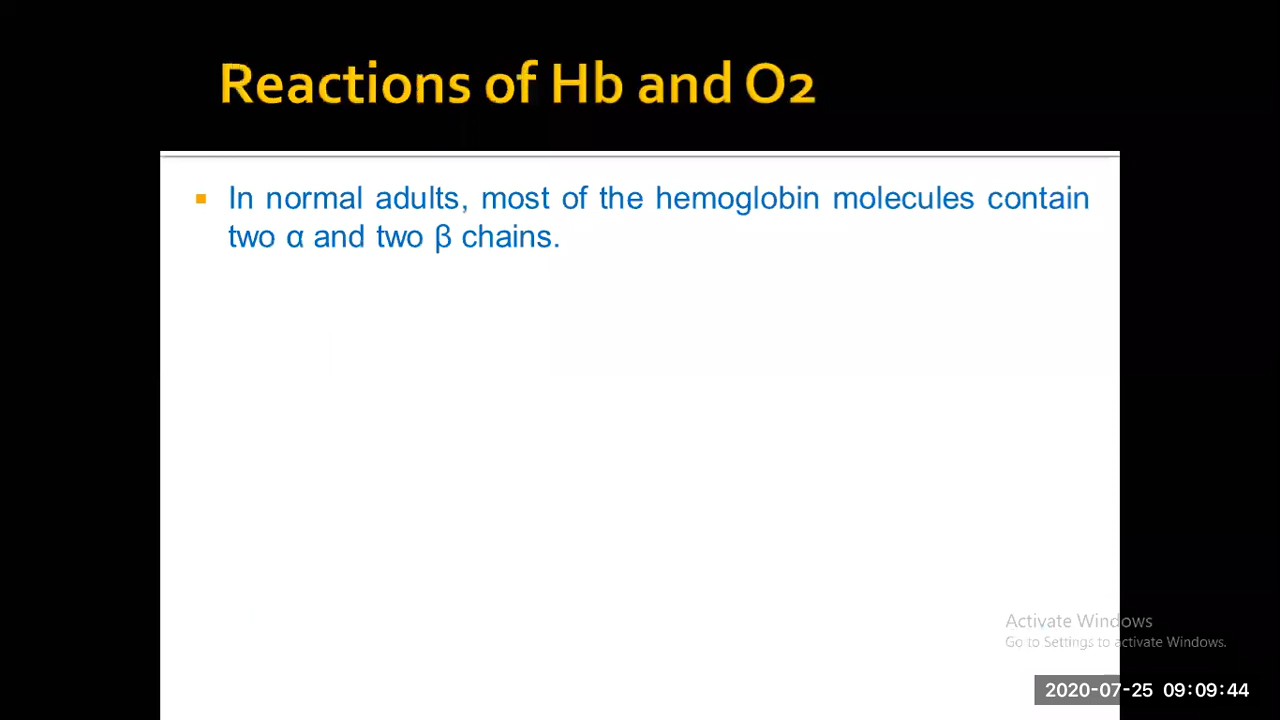 Reactions of Hb and O2
In normal adults, most of the hemoglobin molecules contain
two α and two β chains.
Activate Windows
Go to Settings to activate Windows.
2020-07-25 09:09:44